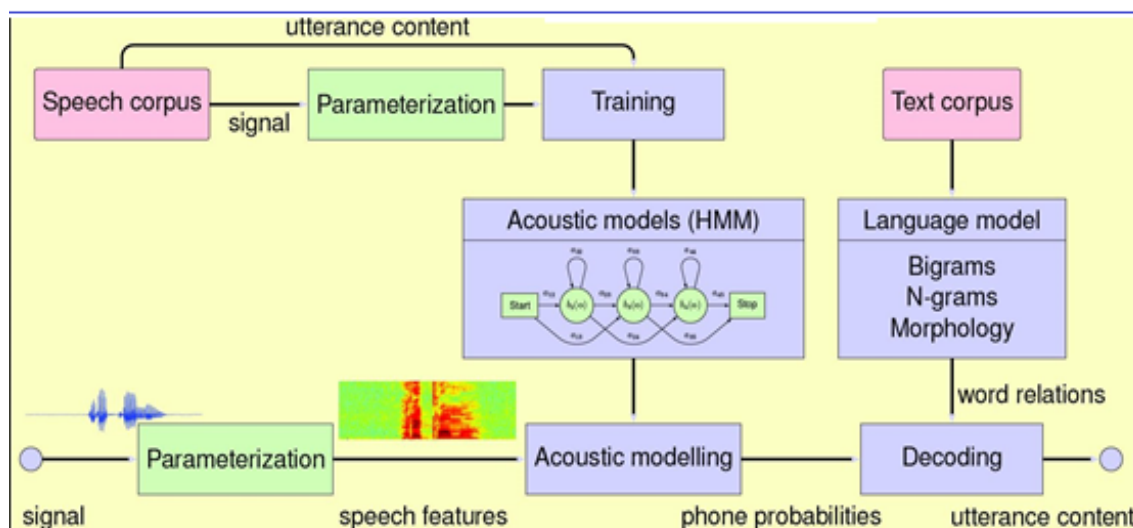 utterance content
Speech corpus
signal
Parameterization
Training
Text corpus
Acoustic models (HMM)
Start
Stop
Language model
Bigrams
N-grams
Morphology
word relations
Parameterization
Acoustic modelling
Decoding
signal
speech features
phone probabilities
utterance content